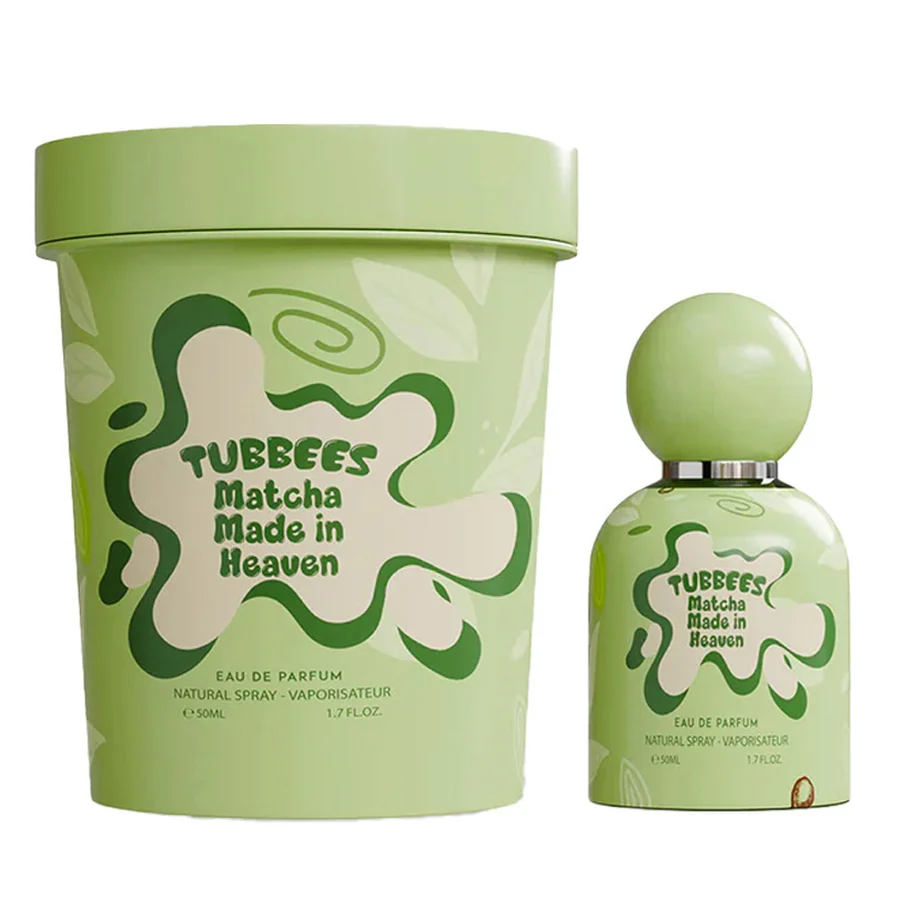 TUBBEES
Matcha
Made in
Heaven
EAU DE PARFUM
NATURAL SPRAY - VAPORISATEUR
℮ 50ML 1.7 FL.OZ.
TUBBEES
Matcha
Made in
Heaven
EAU DE PARFUM
NATURAL SPRAY - VAPORISATEUR
℮ 50ML 1.7 FL.OZ.